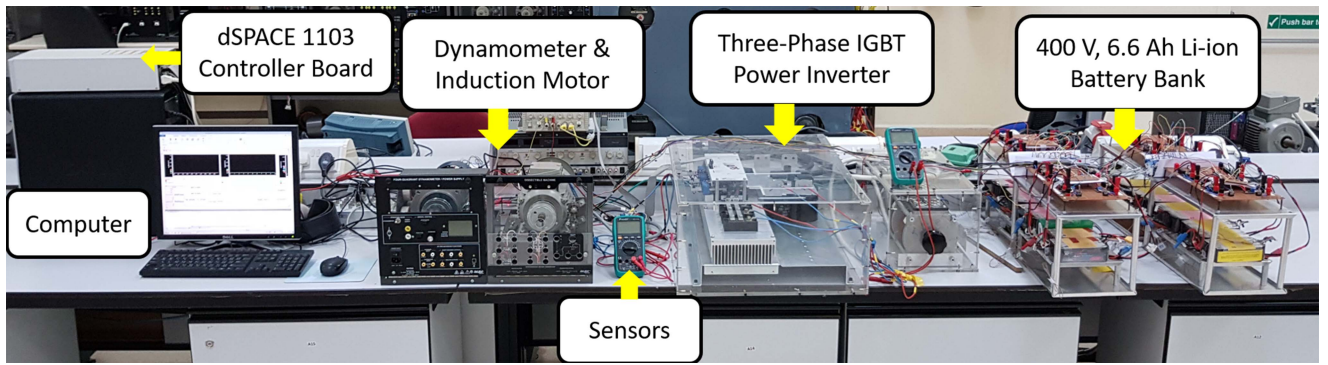 dSPACE 1103
Controller Board
Dynamometer &
Induction Motor
Three-Phase IGBT
Power Inverter
400 V, 6.6 Ah Li-ion
Battery Bank
Push bar to
Computer
Sensors